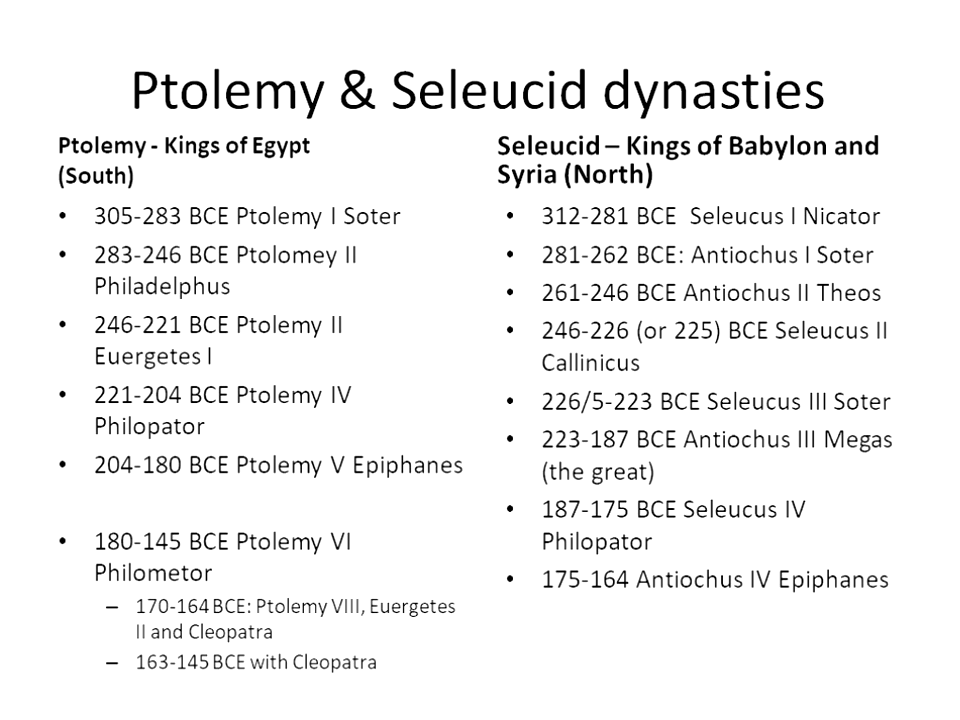 Ptolemy & Seleucid dynasties
Ptolemy - Kings of Egypt
(South)
• 305-283 BCE Ptolemy I Soter
• 283-246 BCE Ptolomey II
Philadelphus
• 246-221 BCE Ptolemy II
Euergetes I
• 221-204 BCE Ptolemy IV
Philopator
• 204-180 BCE Ptolemy V Epiphanes
• 180-145 BCE Ptolemy VI
Philometor
– 170-164 BCE: Ptolemy VIII, Euergetes
II and Cleopatra
– 163-145 BCE with Cleopatra
Seleucid – Kings of Babylon and
Syria (North)
• 312-281 BCE  Seleucus I Nicator
• 281-262 BCE: Antiochus I Soter
• 261-246 BCE Antiochus II Theos
• 246-226 (or 225) BCE Seleucus II
Callinicus
• 226/5-223 BCE Seleucus III Soter
• 223-187 BCE Antiochus III Megas
(the great)
• 187-175 BCE Seleucus IV
Philopator
• 175-164 Antiochus IV Epiphanes